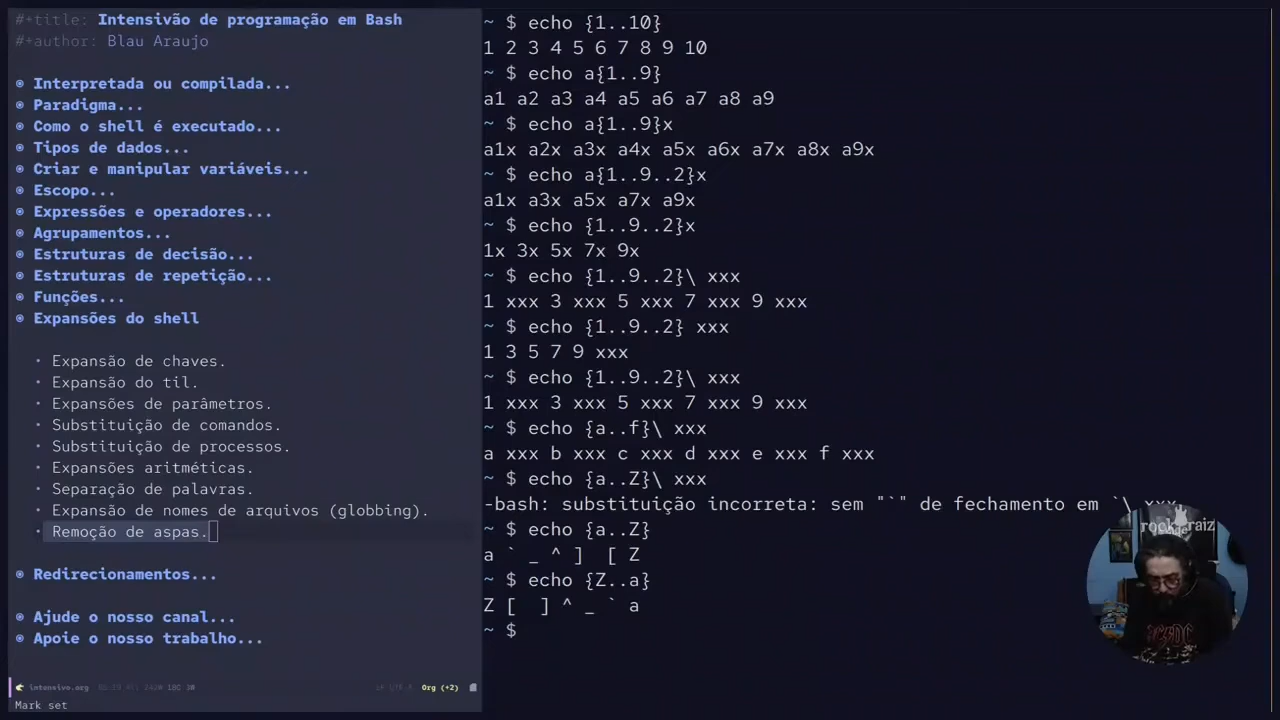 #+title: Intensivão de programação em Bash
#+author: Blau Araujo
Interpretada ou compilada...
Paradigma...
Como o shell é executado...
Tipos de dados...
Criar e manipular variáveis...
Escopo...
Expressões e operadores...
Agrupamentos...
Estruturas de decisão...
Estruturas de repetição...
Funções...
Expansões do shell
• Expansão de chaves.
• Expansão do til.
• Expansões de parâmetros.
• Substituição de comandos.
• Substituição de processos.
• Expansões aritméticas.
• Separação de palavras.
• Expansão de nomes de arquivos (globbing).
• Remoção de aspas.
Redirecionamentos...
Ajude o nosso canal...
Apoie o nosso trabalho...
intensivo.org
Org (+2)
Mark set
~ $ echo {1..10}
1 2 3 4 5 6 7 8 9 10
~ $ echo a{1..9}
a1 a2 a3 a4 a5 a6 a7 a8 a9
~ $ echo a{1..9}x
a1x a2x a3x a4x a5x a6x a7x a8x a9x
~ $ echo a{1..9..2}x
a1x a3x a5x a7x a9x
~ $ echo {1..9..2}x
1x 3x 5x 7x 9x
~ $ echo {1..9..2}\ xxx
1 xxx 3 xxx 5 xxx 7 xxx 9 xxx
~ $ echo {1..9..2} xxx
1 3 5 7 9 xxx
~ $ echo {1..9..2}\ xxx
1 xxx 3 xxx 5 xxx 7 xxx 9 xxx
~ $ echo {a..f}\ xxx
a xxx b xxx c xxx d xxx e xxx f xxx
~ $ echo {a..Z}\ xxx
-bash: substituição incorreta: sem "`" de fechamento em `\ xxx
~ $ echo {a..Z}
a ` _ ^ ]  [ Z
~ $ echo {Z..a}
Z [  ] ^ _ ` a
~ $
rock raiz